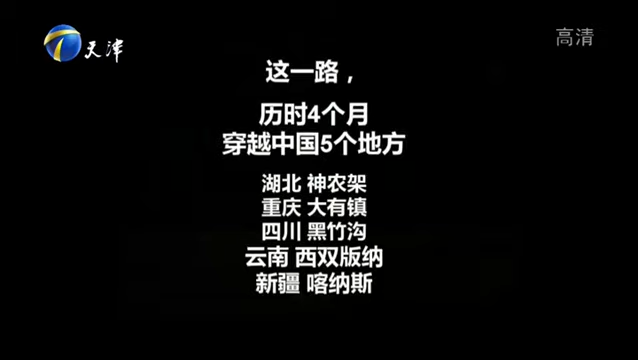 天津
高清
这一路，
历时4个月
穿越中国5个地方
湖北 神农架
重庆 大有镇
四川 黑竹沟
云南 西双版纳
新疆 喀纳斯